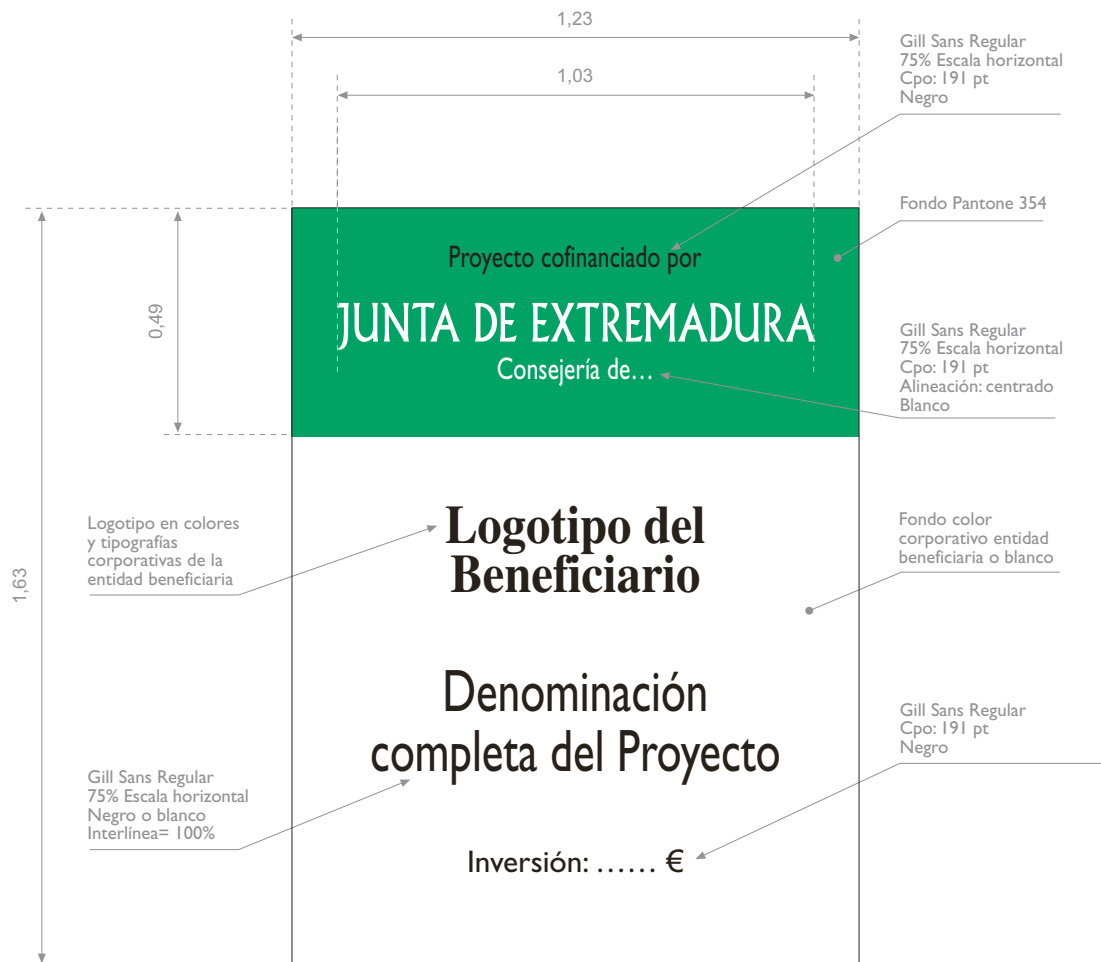 1,23
1,03
Gill Sans Regular
75% Escala horizontal
Cpo: 191 pt
Negro
Fondo Pantone 354
0,49
1,63
Proyecto cofinanciado por
JUNTA DE EXTREMADURA
Consejería de...
Gill Sans Regular
75% Escala horizontal
Cpo: 191 pt
Alineación: centrado
Blanco
Logotipo en colores
y tipografías
corporativas de la
entidad beneficiaria
Logotipo del
Beneficiario
Fondo color
corporativo entidad
beneficiaria o blanco
Denominación
completa del Proyecto
Gill Sans Regular
Cpo: 191 pt
Negro
Gill Sans Regular
75% Escala horizontal
Negro o blanco
Interlínea= 100%
Inversión: ...... €